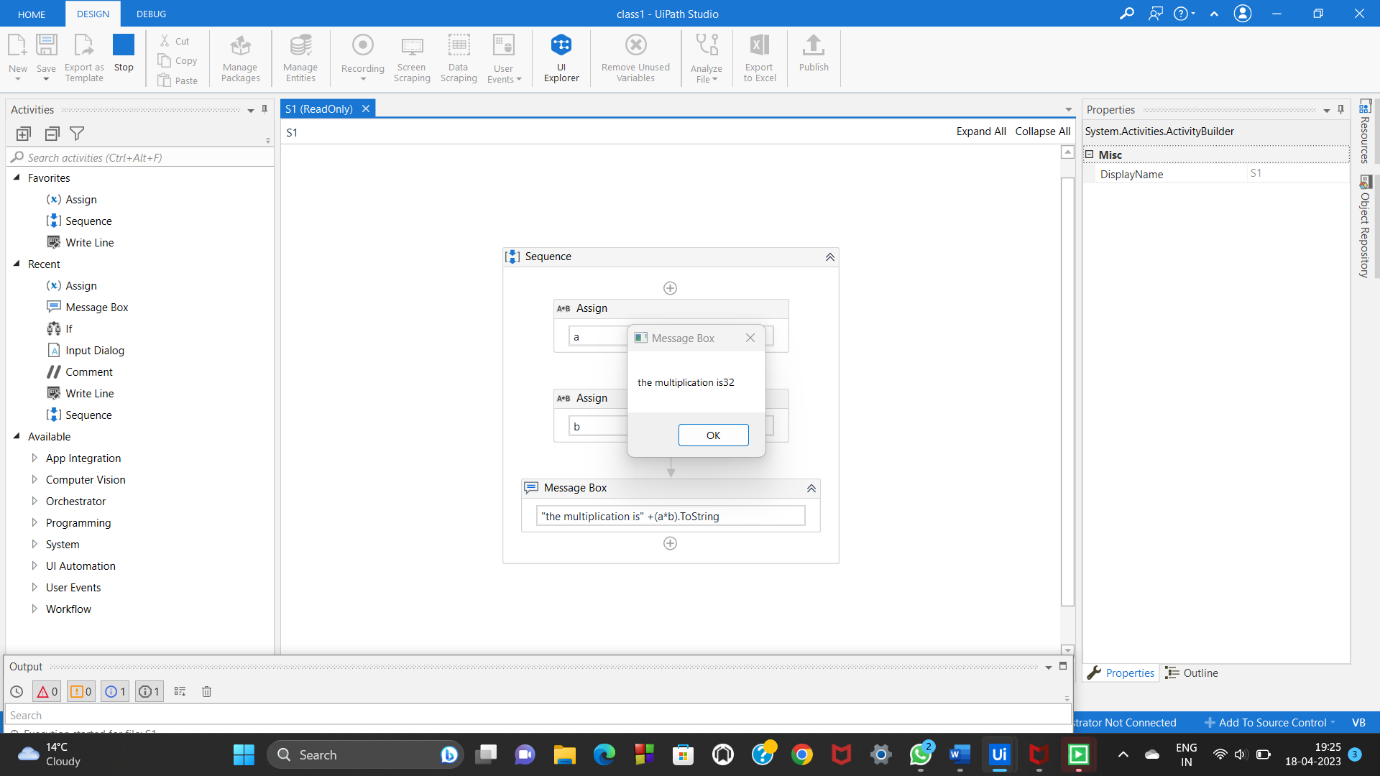 HOME DESIGN DEBUG
class1 - UiPath Studio
New Save Export as Template Stop
Cut
Copy
Paste
Manage Packages
Manage Entities
Recording
Screen Scraping
Data Scraping
User Events
UI Explorer
Remove Unused Variables
Analyze File
Export to Excel
Publish
Activities
Search activities (Ctrl+Alt+F)
Favorites
Assign
Sequence
Write Line
Recent
Assign
Message Box
If
Input Dialog
Comment
Write Line
Sequence
Available
App Integration
Computer Vision
Orchestrator
Programming
System
UI Automation
User Events
Workflow
S1 (ReadOnly)
S1
Expand All Collapse All
Sequence
A*B Assign
a
A*B Assign
b
Message Box
"the multiplication is" +(a*b).ToString
Message Box
the multiplication is32
OK
Properties
System.Activities.ActivityBuilder
Misc
DisplayName S1
Resources
Object Repository
Properties Outline
Output
0 0 1 1
Search
strator Not Connected Add To Source Control VB
14°C
Cloudy
Search
2
Ui
ENG
IN
19:25
18-04-2023
3